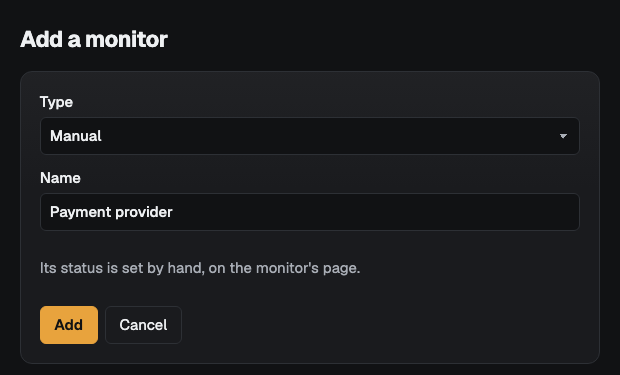 Add a monitor
Type
Manual
Name
Payment provider
Its status is set by hand, on the monitor's page.
Add
Cancel